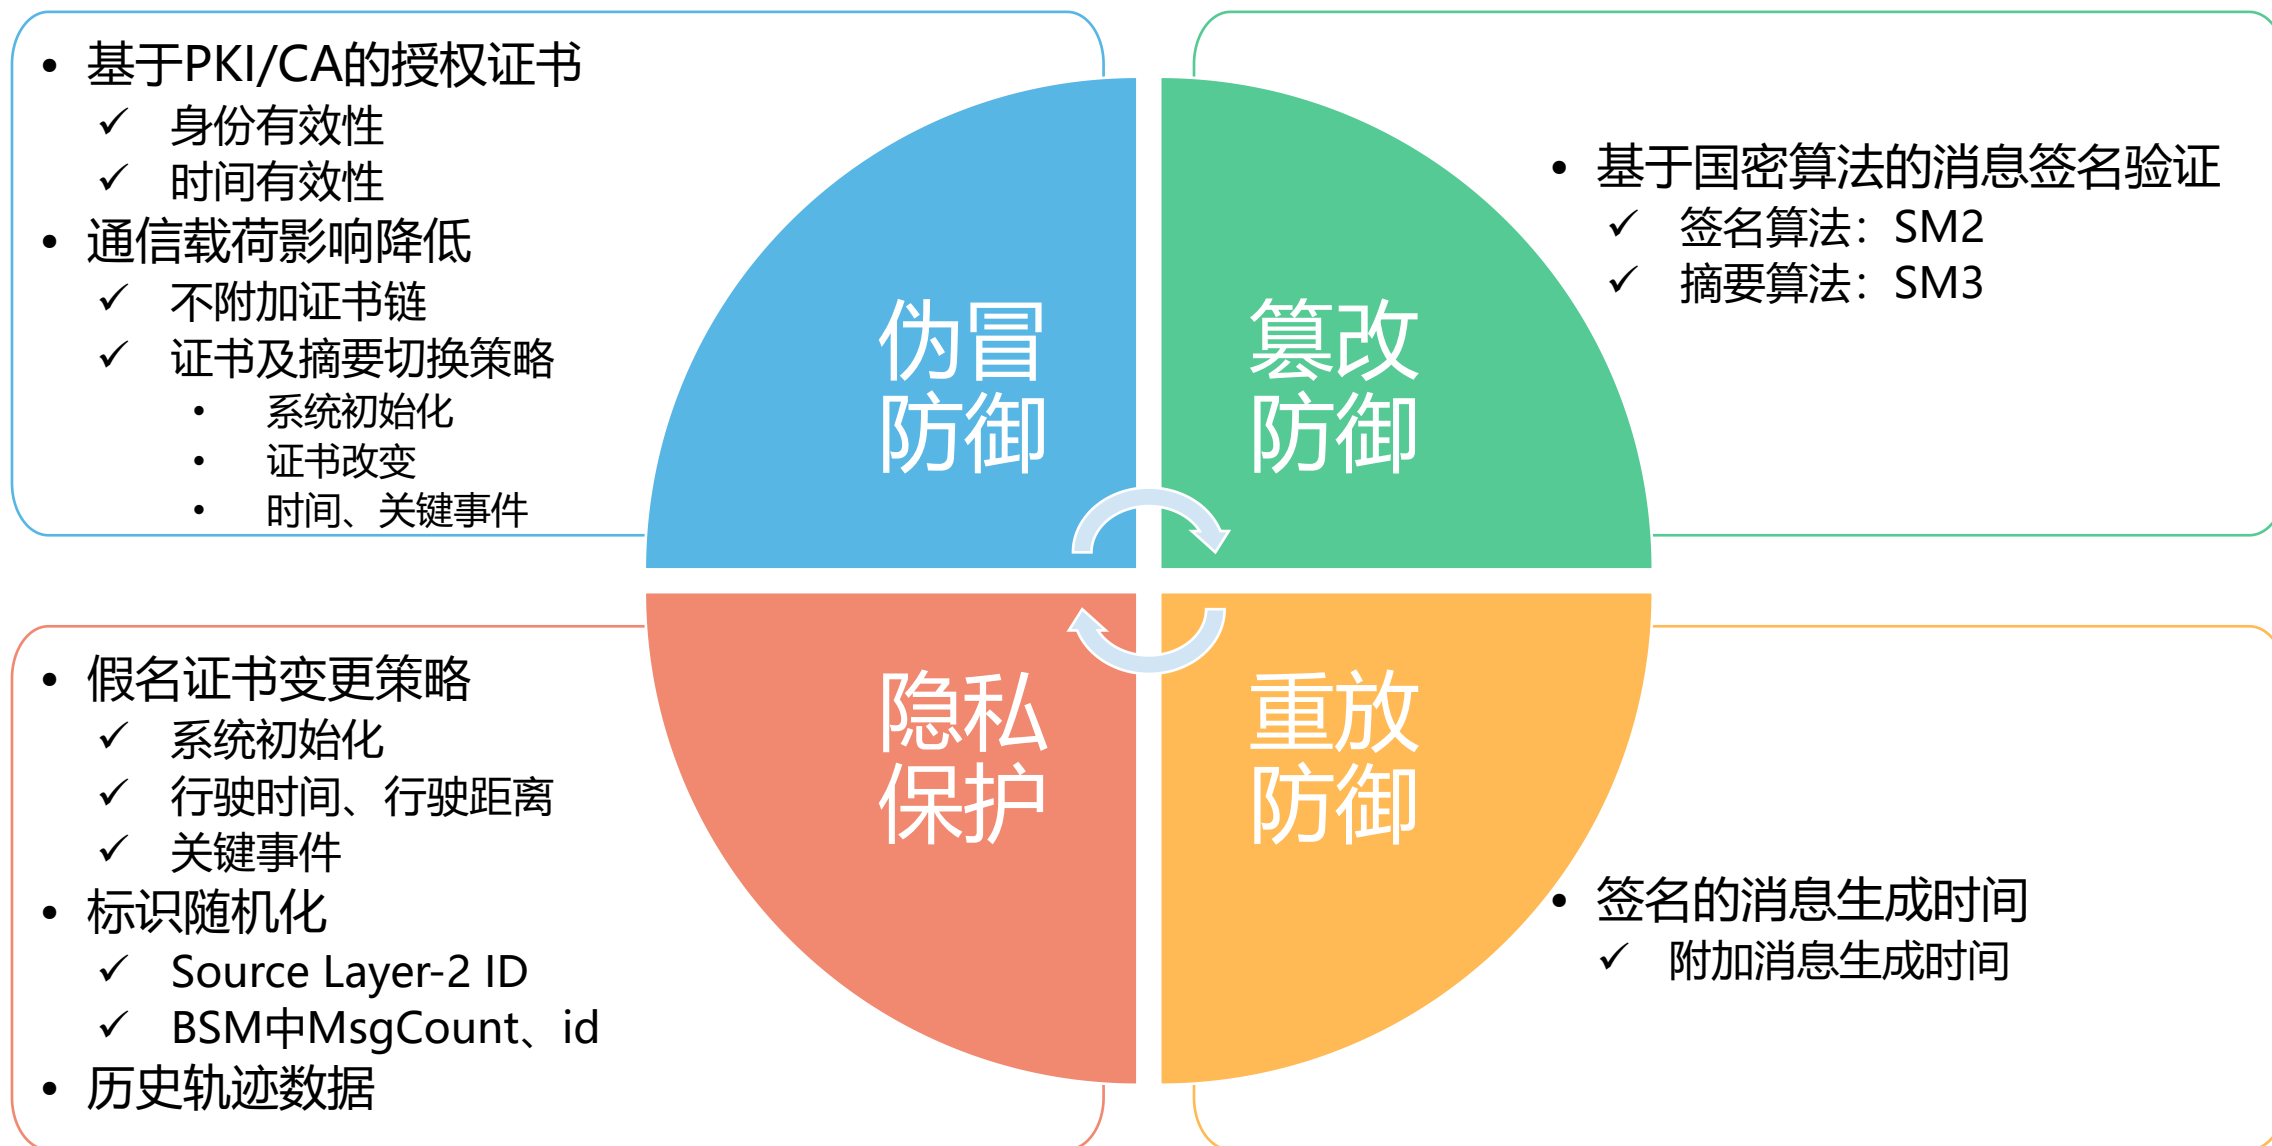 • 基于PKI/CA的授权证书
✓ 身份有效性
✓ 时间有效性
• 通信载荷影响降低
✓ 不附加证书链
✓ 证书及摘要切换策略
• 系统初始化
• 证书改变
• 时间、关键事件
伪冒
防御
篡改
防御
• 基于国密算法的消息签名验证
✓ 签名算法：SM2
✓ 摘要算法：SM3
• 假名证书变更策略
✓ 系统初始化
✓ 行驶时间、行驶距离
✓ 关键事件
• 标识随机化
✓ Source Layer-2 ID
✓ BSM中MsgCount、id
• 历史轨迹数据
隐私
保护
重放
防御
• 签名的消息生成时间
✓ 附加消息生成时间